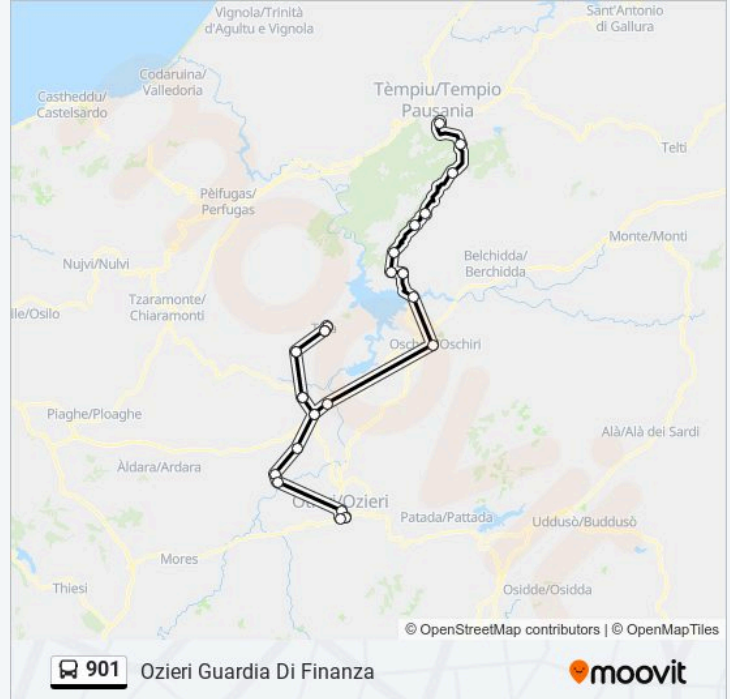 Vignola/Trinità
d'Agultu e Vignola
Sant'Antonio
di Gallura
Codaruina/
Valledoria
Castheddu/
Castelsardo
Tèmpiu/Tempio
Pausania
Telti
Pèlfugas/
Perfugas
Monte/Monti
Belchidda/
Berchidda
Nujvi/Nulvi
Tzaramonte/
Chiaramonti
ile/Osilo
Oschiri
Piaghe/Ploaghe
Alà/Alà dei Sardi
Àldara/Ardara
/Ozieri
Patada/Pattada
Uddusò/Buddusò
Mores
Thiesi
Osidde/Osidda
moovit
© OpenStreetMap contributors | © OpenMapTiles
901 Ozieri Guardia Di Finanza
moovit